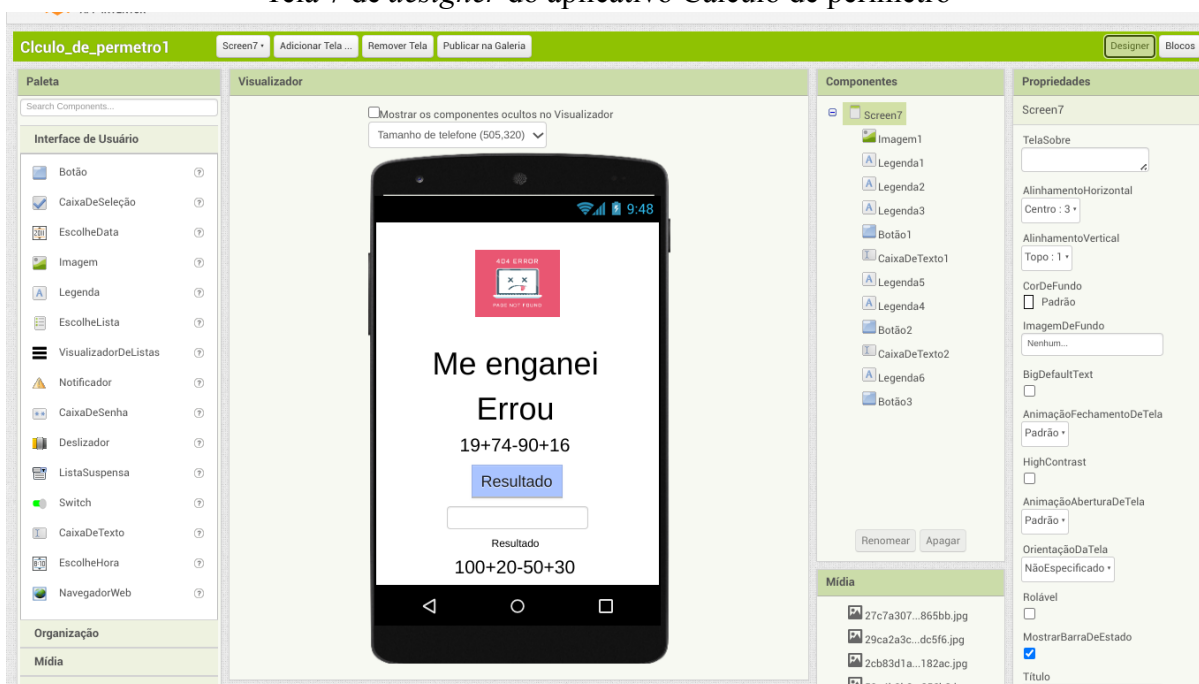 Tela 7 de designer do aplicativo Cálculo de perímetro
Clculo_de_permetro1
Screen7
Adicionar Tela ...
Remover Tela
Publicar na Galeria
Designer
Blocos
Paleta
Search Components...
Interface de Usuário
Botão
CaixaDeSeleção
EscolheData
Imagem
Legenda
EscolheLista
VisualizadorDeListas
Notificador
CaixaDeSenha
Deslizador
ListaSuspensa
Switch
CaixaDeTexto
EscolheHora
NavegadorWeb
Organização
Mídia
Visualizador
Mostrar os componentes ocultos no Visualizador
Tamanho de telefone (505,320)
9:48
404 ERROR
PAGE NOT FOUND
Me enganei
Errou
19+74-90+16
Resultado
Resultado
100+20-50+30
Componentes
Screen7
Imagem1
Legenda1
Legenda2
Legenda3
Botão1
CaixaDeTexto1
Legenda5
Legenda4
Botão2
CaixaDeTexto2
Legenda6
Botão3
Renomear
Apagar
Mídia
27c7a307...865bb.jpg
29ca2a3c...dc5f6.jpg
2cb83d1a...182ac.jpg
Propriedades
Screen7
TelaSobre
AlinhamentoHorizontal
Centro : 3
AlinhamentoVertical
Topo : 1
CorDeFundo
Padrão
ImagemDeFundo
Nenhum...
BigDefaultText
AnimaçãoFechamentoDeTela
Padrão
HighContrast
AnimaçãoAberturaDeTela
Padrão
OrientaçãoDaTela
NãoEspecificado
Rolável
MostrarBarraDeEstado
Título